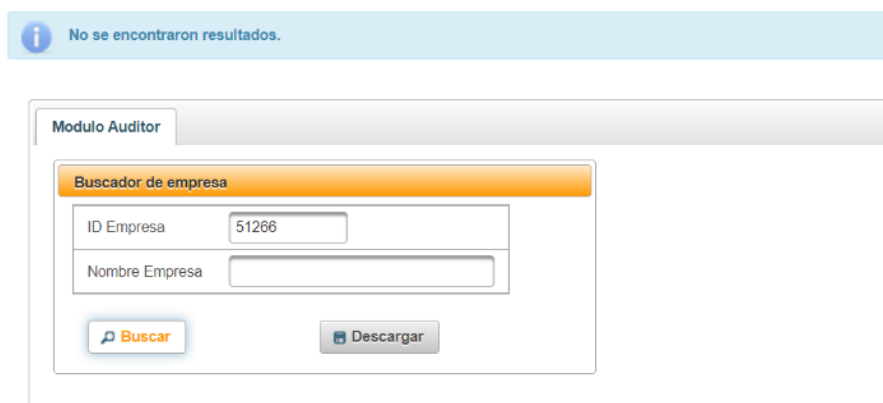 No se encontraron resultados.
Modulo Auditor
Buscador de empresa
ID Empresa 51266
Nombre Empresa
Buscar Descargar